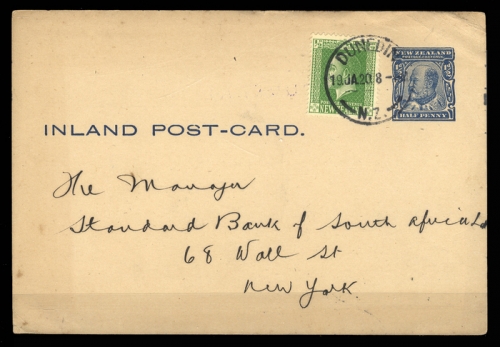 DUNEDIN
NEW ZEALAND
19 JA 20 8
N.Z.
HALF PENNY
INLAND POST-CARD.
The Manager
Standard Bank of South Africa Ld
68 Wall St
New York.